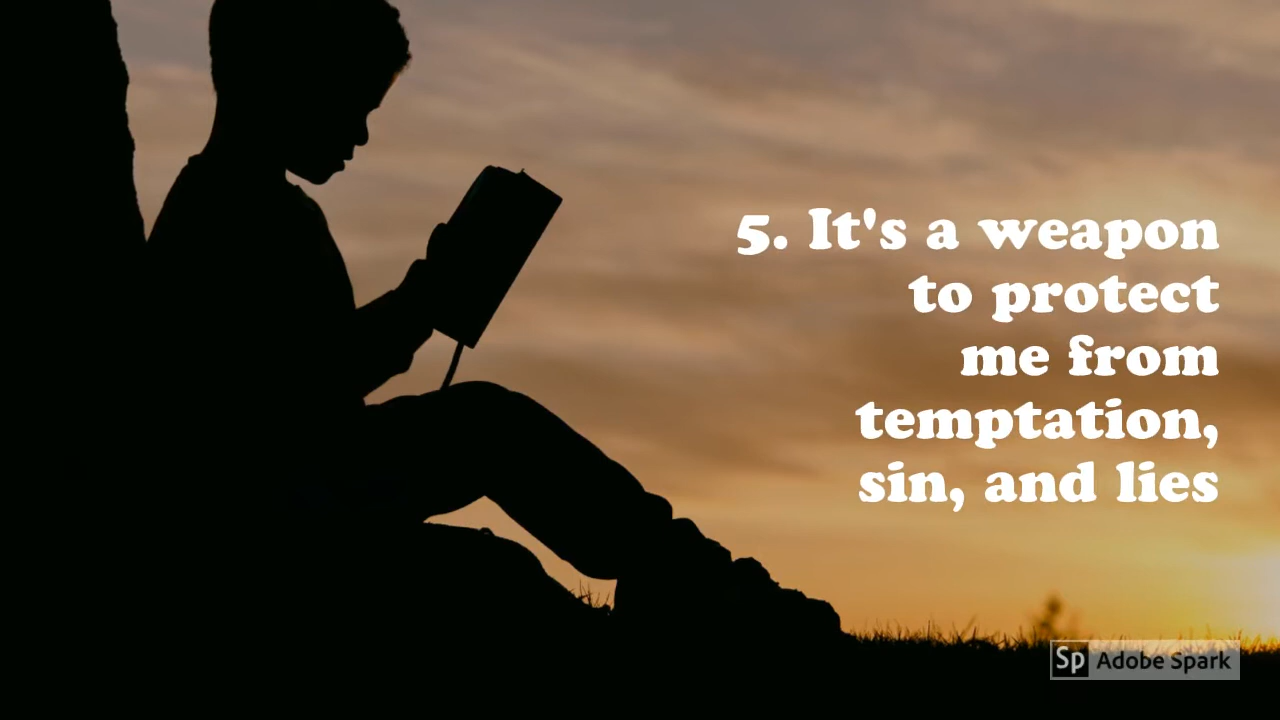 5. It's a weapon
to protect
me from
temptation,
sin, and lies
Sp Adobe Spark